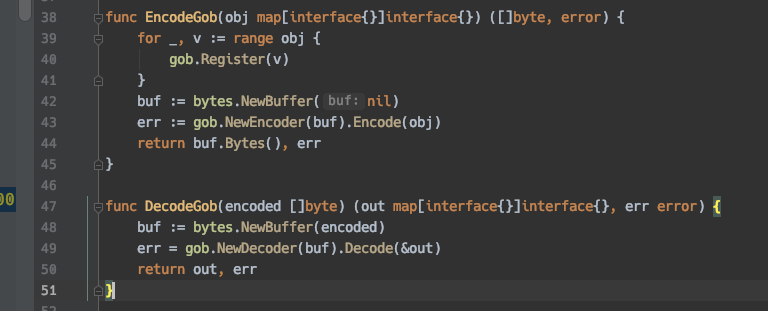 38 func EncodeGob(obj map[interface{}]interface{}) ([]byte, error) {
39 for _, v := range obj {
40 gob.Register(v)
41 }
42 buf := bytes.NewBuffer( buf: nil)
43 err := gob.NewEncoder(buf).Encode(obj)
44 return buf.Bytes(), err
45 }
46
00 47 func DecodeGob(encoded []byte) (out map[interface{}]interface{}, err error) {
48 buf := bytes.NewBuffer(encoded)
49 err = gob.NewDecoder(buf).Decode(&out)
50 return out, err
51 }